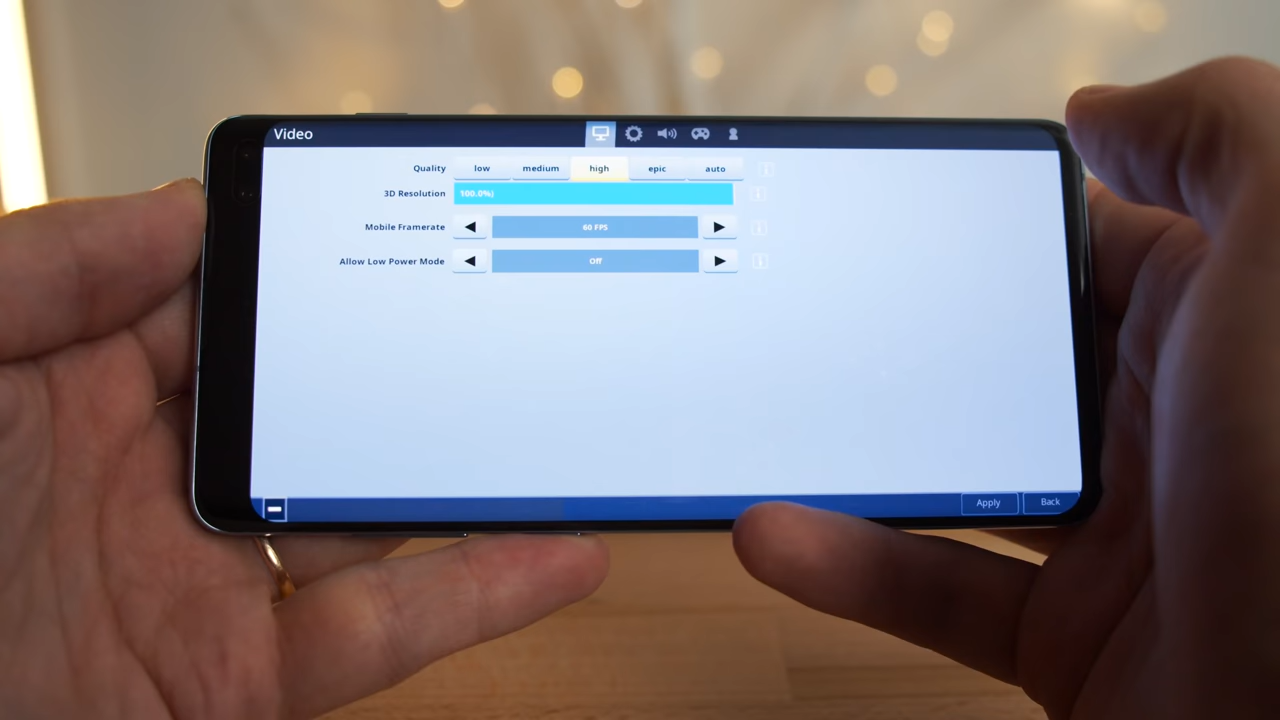 Video
Quality low medium high epic auto
3D Resolution 100.0%)
Mobile Framerate 60 FPS
Allow Low Power Mode Off
Apply Back